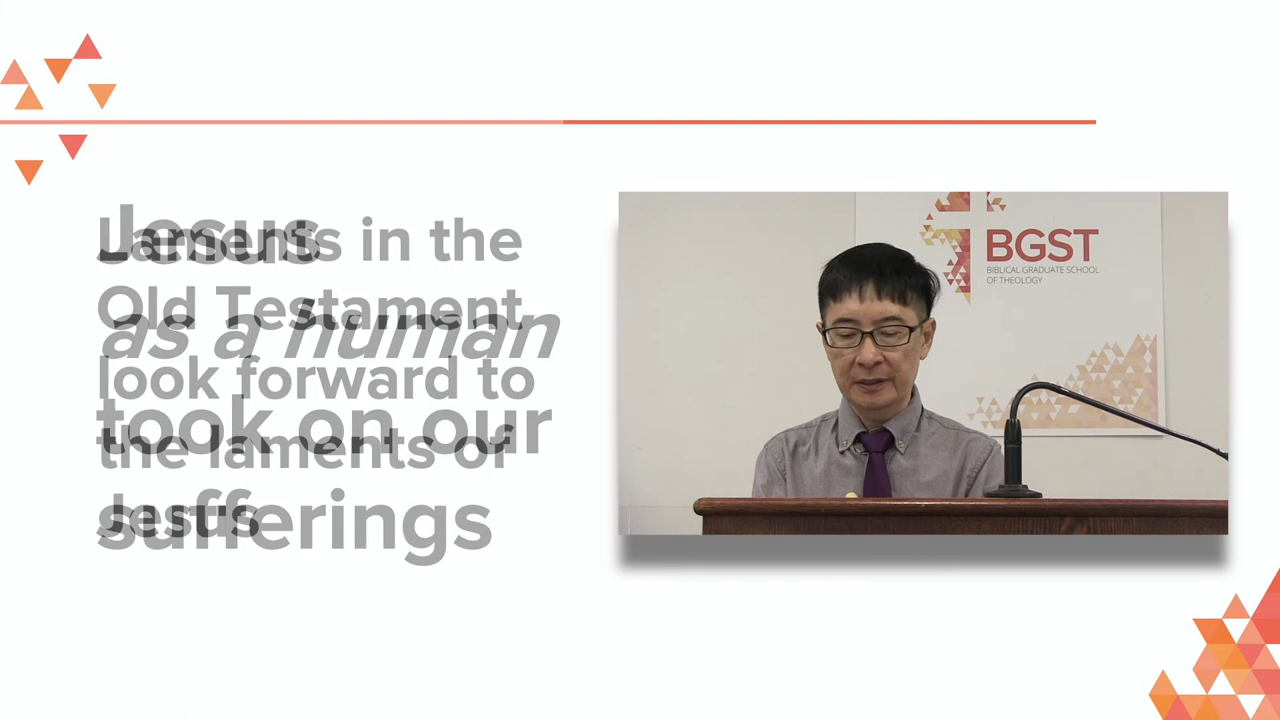 Laments in the
Old Testament
look forward to
the laments of
Jesus
Jesus
as a human
took on our
sufferings
BGST
BIBLICAL GRADUATE SCHOOL
OF THEOLOGY